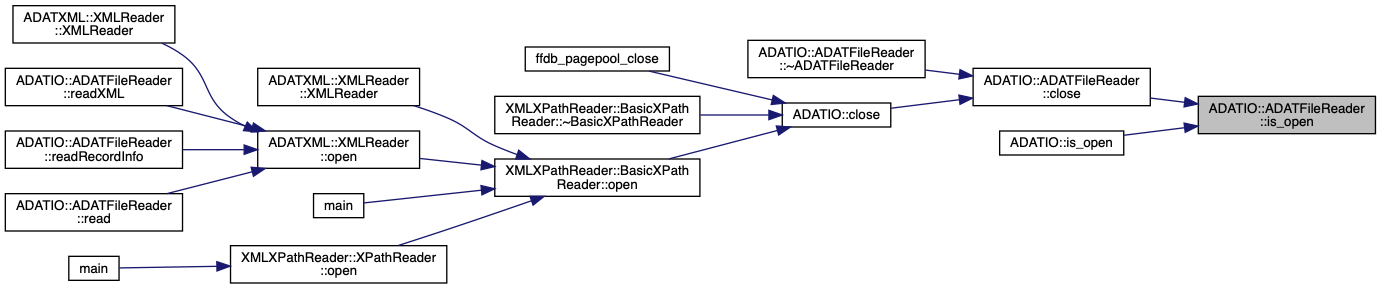 ADATXML::XMLReader
::XMLReader
ADATIO::ADATFileReader
::readXML
ADATIO::ADATFileReader
::readRecordInfo
ADATIO::ADATFileReader
::read
main
ADATXML::XMLReader
::XMLReader
ADATXML::XMLReader
::open
main
XMLXPathReader::XPathReader
::open
ffdb_pagepool_close
XMLXPathReader::BasicXPath
Reader::~BasicXPathReader
XMLXPathReader::BasicXPath
Reader::open
ADATIO::ADATFileReader
::~ADATFileReader
ADATIO::close
ADATIO::ADATFileReader
::close
ADATIO::is_open
ADATIO::ADATFileReader
::is_open